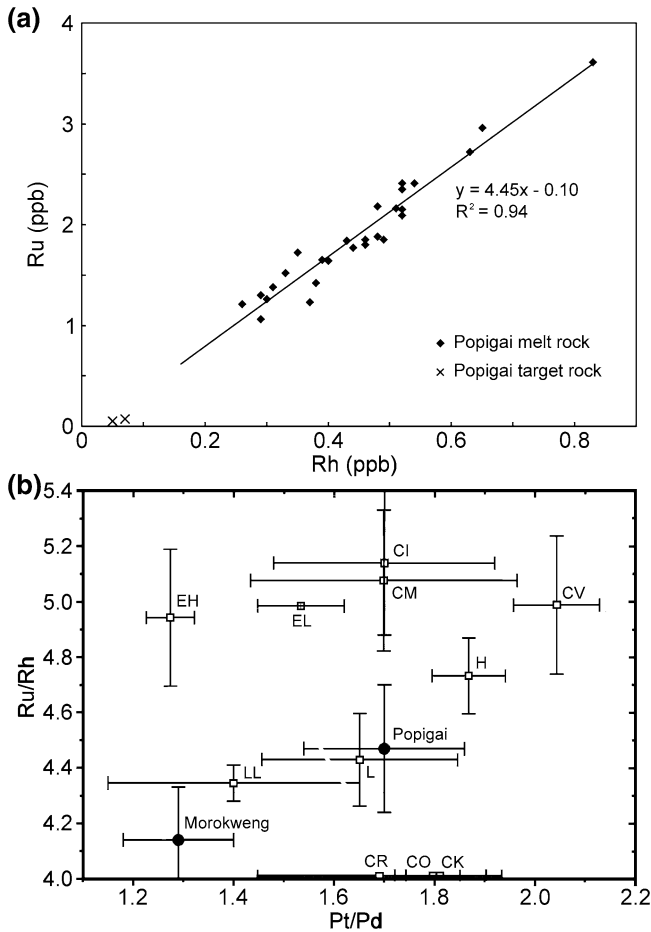 (a)
4
3
2
1
0
Ru (ppb)
y = 4.45x - 0.10
R² = 0.94
Popigai melt rock
Popigai target rock
0 0.2 0.4 0.6 0.8
Rh (ppb)
(b)
5.4
5.2
5.0
4.8
4.6
4.4
4.2
4.0
Ru/Rh
CI
CM
CV
EH
EL
H
Popigai
L
LL
Morokweng
CR CO CK
1.2 1.4 1.6 1.8 2.0 2.2
Pt/Pd